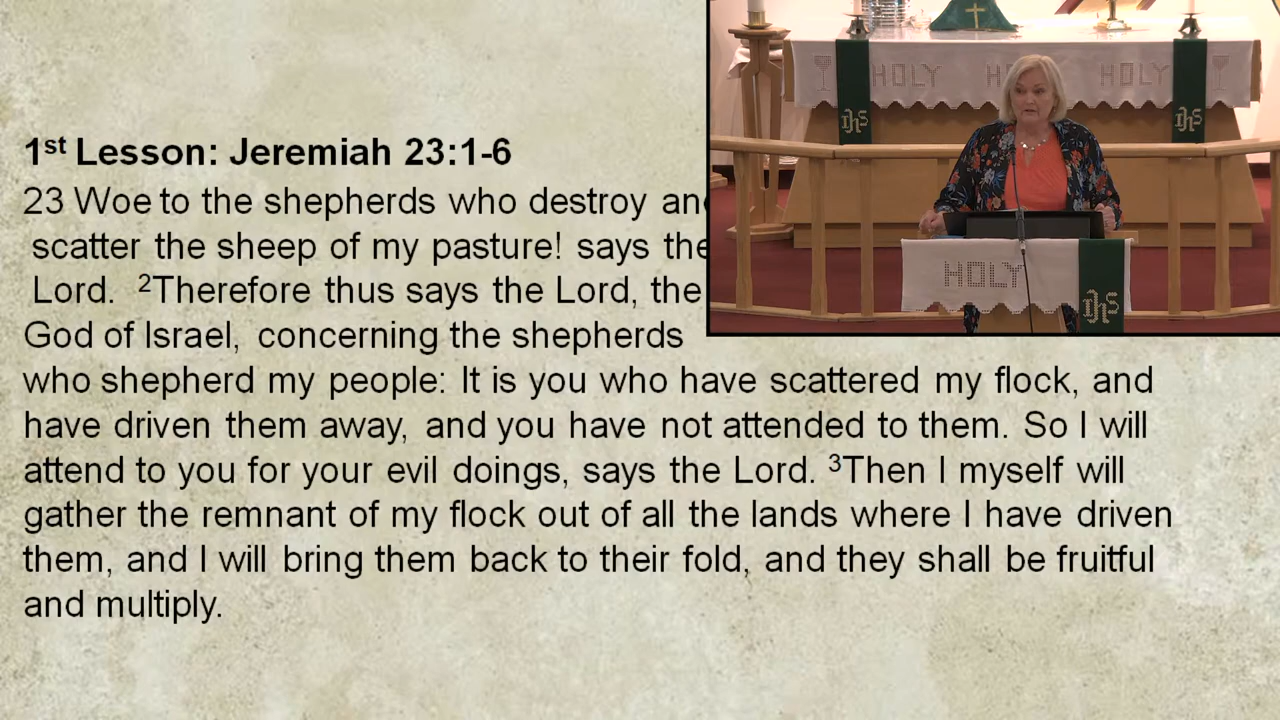 1st Lesson: Jeremiah 23:1-6
23 Woe to the shepherds who destroy
scatter the sheep of my pasture! says the
Lord. 2Therefore thus says the Lord, the
God of Israel, concerning the shepherds
who shepherd my people: It is you who have scattered my flock, and
have driven them away, and you have not attended to them. So I will
attend to you for your evil doings, says the Lord. 3Then I myself will
gather the remnant of my flock out of all the lands where I have driven
them, and I will bring them back to their fold, and they shall be fruitful
and multiply.
HOLY HOLY
IHS IHS
HOLY
IHS